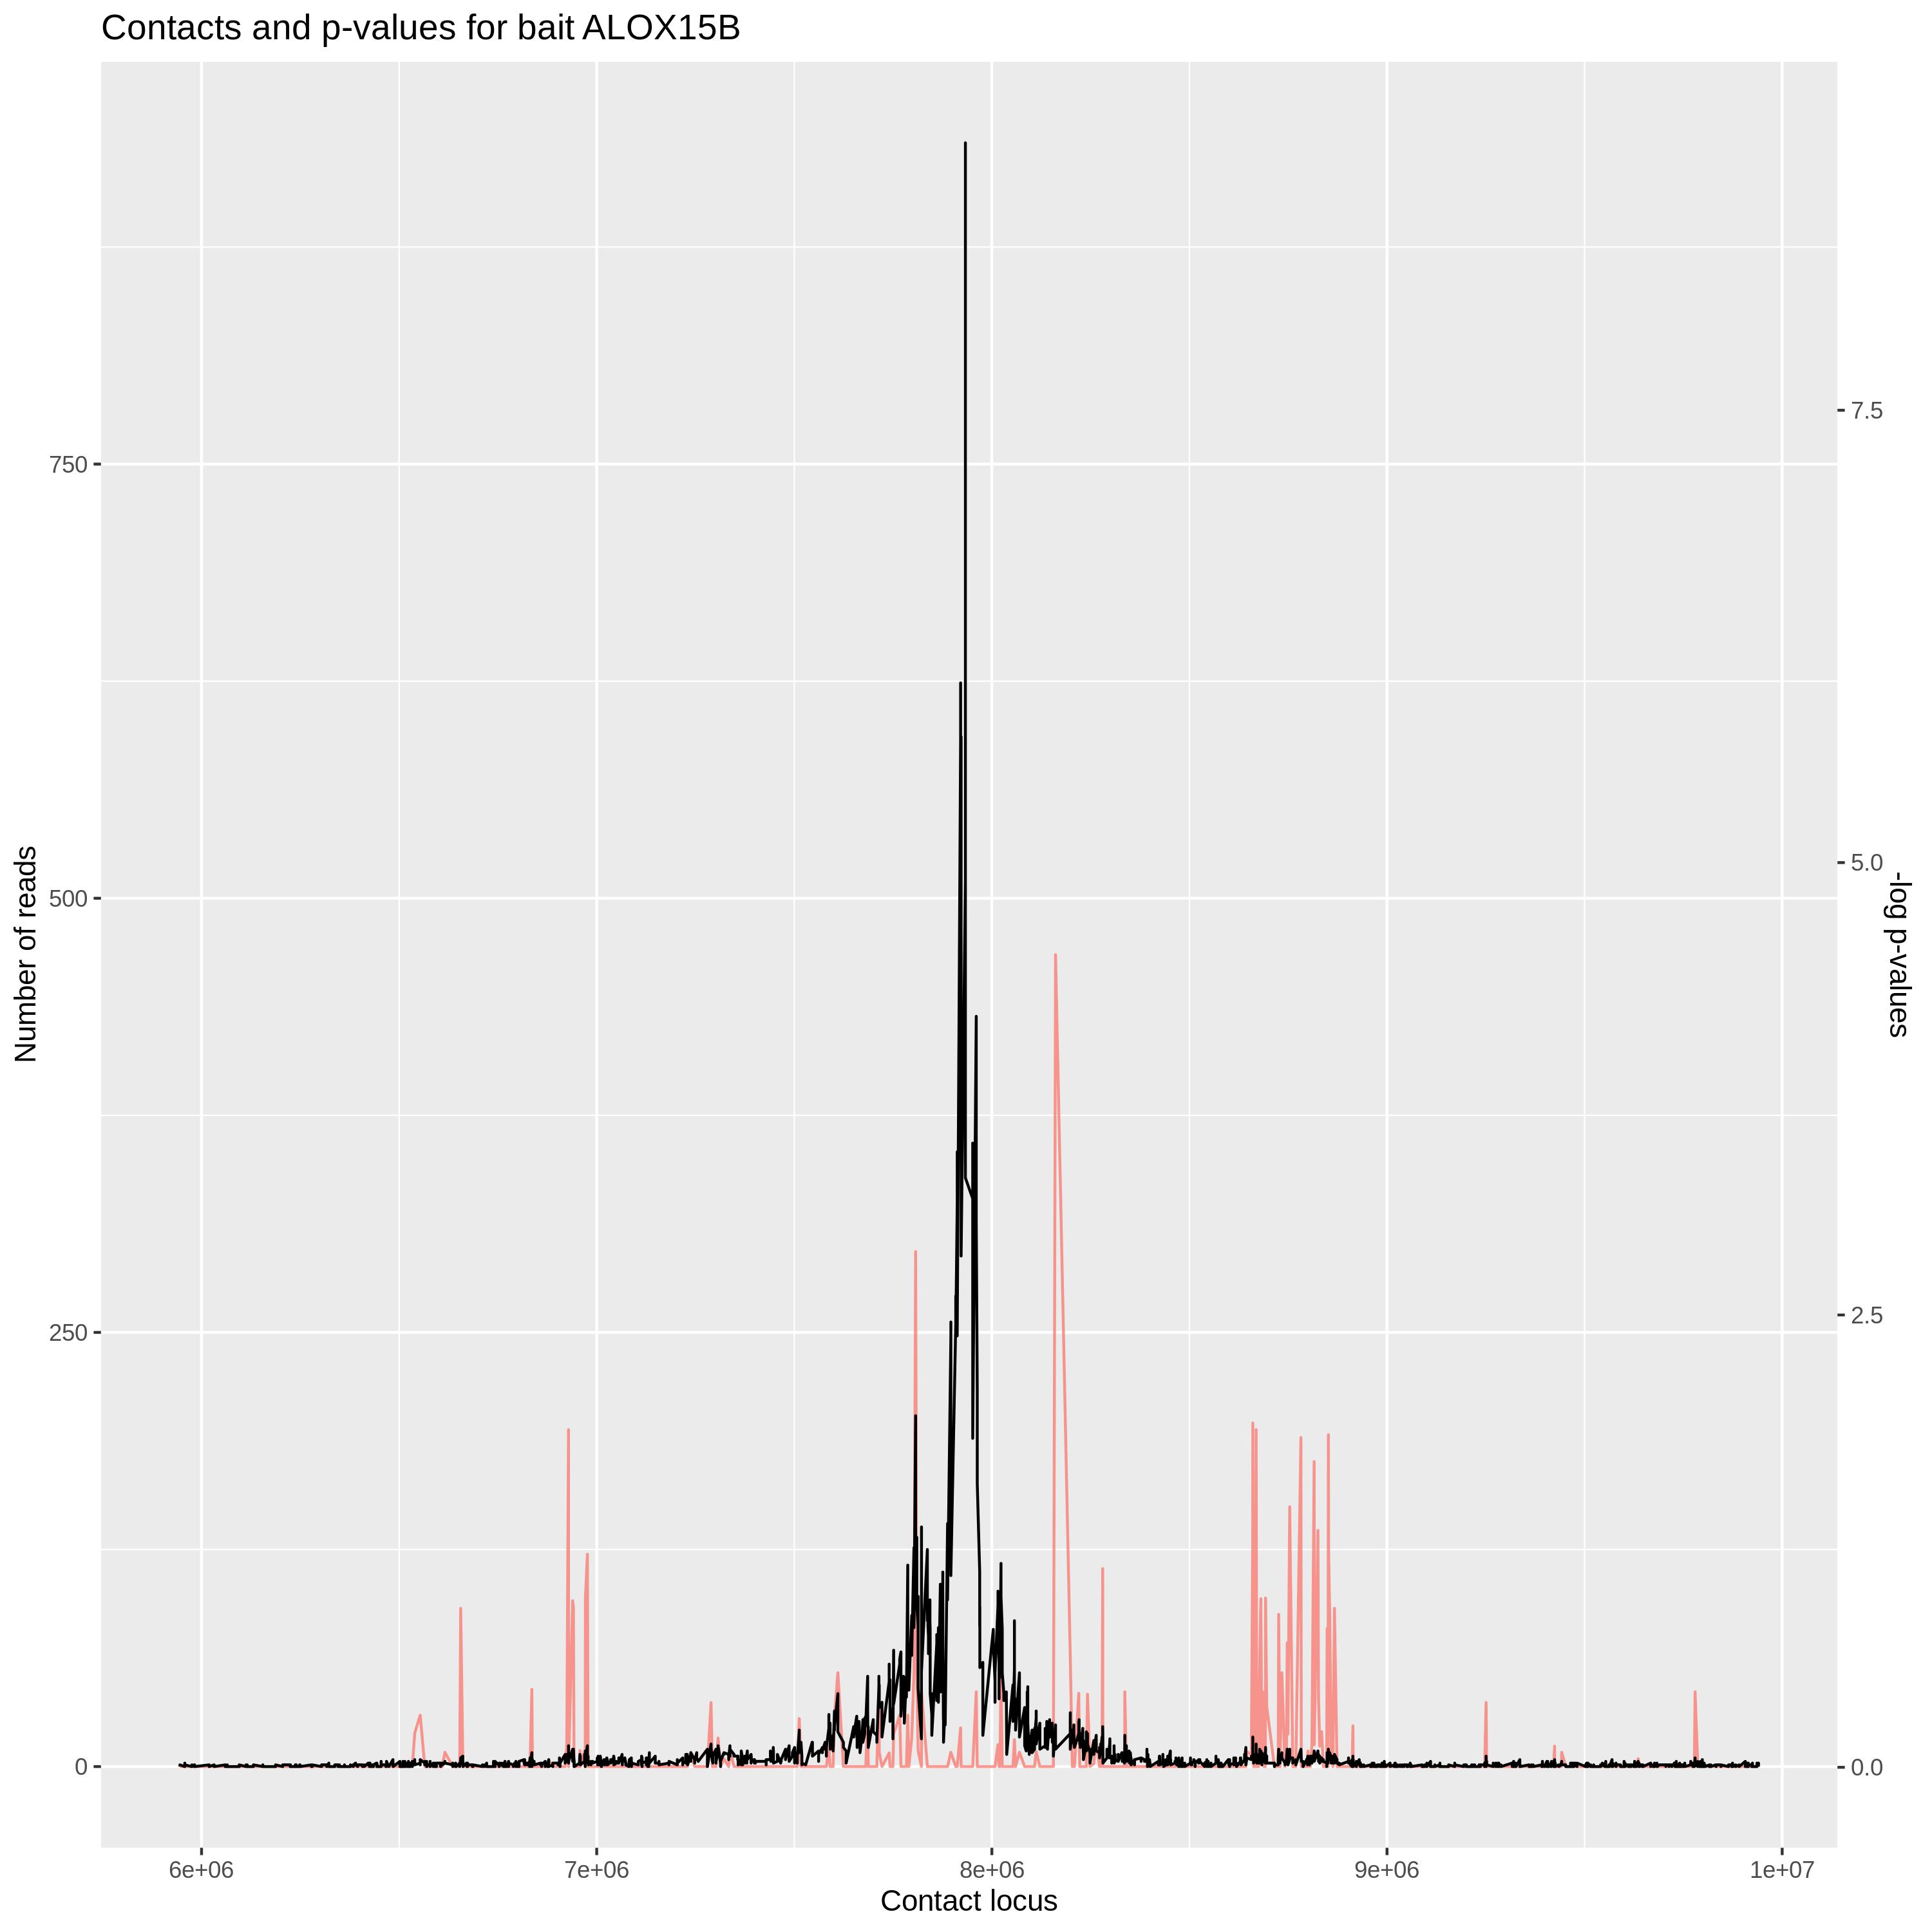 Contacts and p-values for bait ALOX15B
Number of reads
750
500
250
0
7.5
5.0
2.5
0.0
-log p-values
6e+06
7e+06
8e+06
9e+06
1e+07
Contact locus